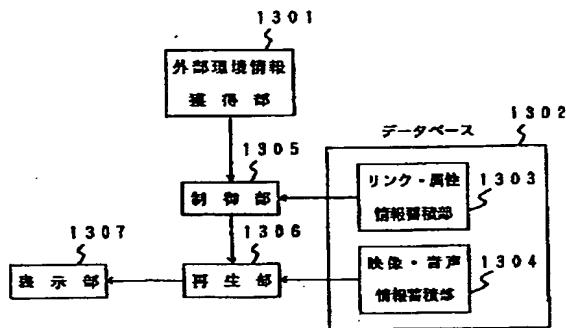 1301
外部環境情報
獲得部
データベース
1302
1305
制御部
リンク・属性
情報蓄積部
1303
1307
1306
表示部
再生部
映像・音声
情報蓄積部
1304